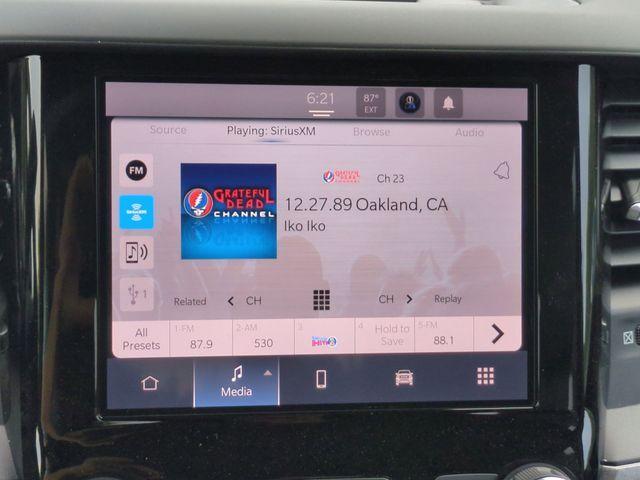 6:21
87°
EXT
Source Playing: SiriusXM Browse Audio
FM
Ch 23
GRATEFUL
DEAD
CHANNEL
12.27.89 Oakland, CA
Iko Iko
SiriusXM
1
Related < CH CH > Replay
All
Presets
1-FM
87.9
2-AM
530
3
4
Hold to
Save
5-FM
88.1
Media